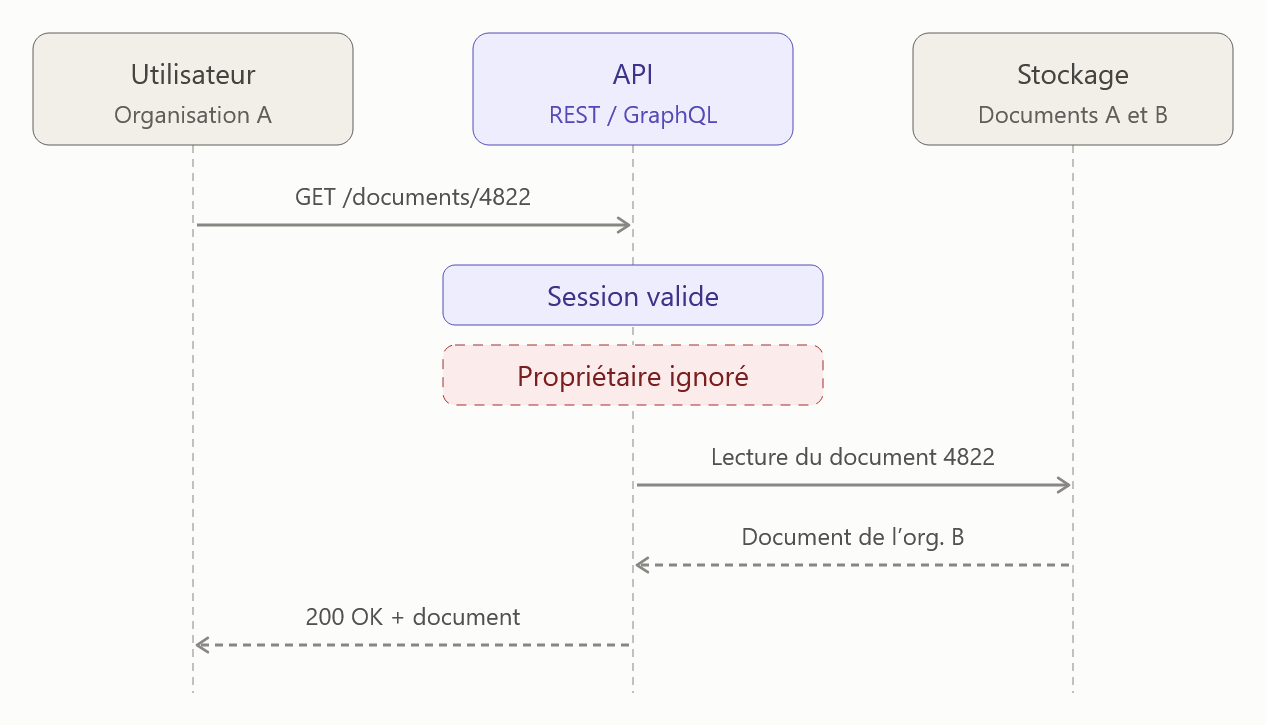 Utilisateur
Organisation A
API
REST / GraphQL
Stockage
Documents A et B
GET /documents/4822
Session valide
Propriétaire ignoré
Lecture du document 4822
Document de l’org. B
200 OK + document